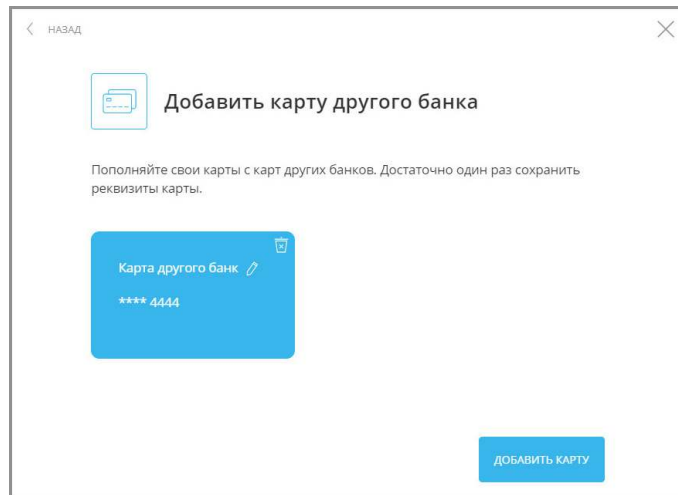 НАЗАД
Добавить карту другого банка
Пополняйте свои карты с карт других банков. Достаточно один раз сохранить
реквизиты карты.
Карта другого банк
**** 4444
ДОБАВИТЬ КАРТУ